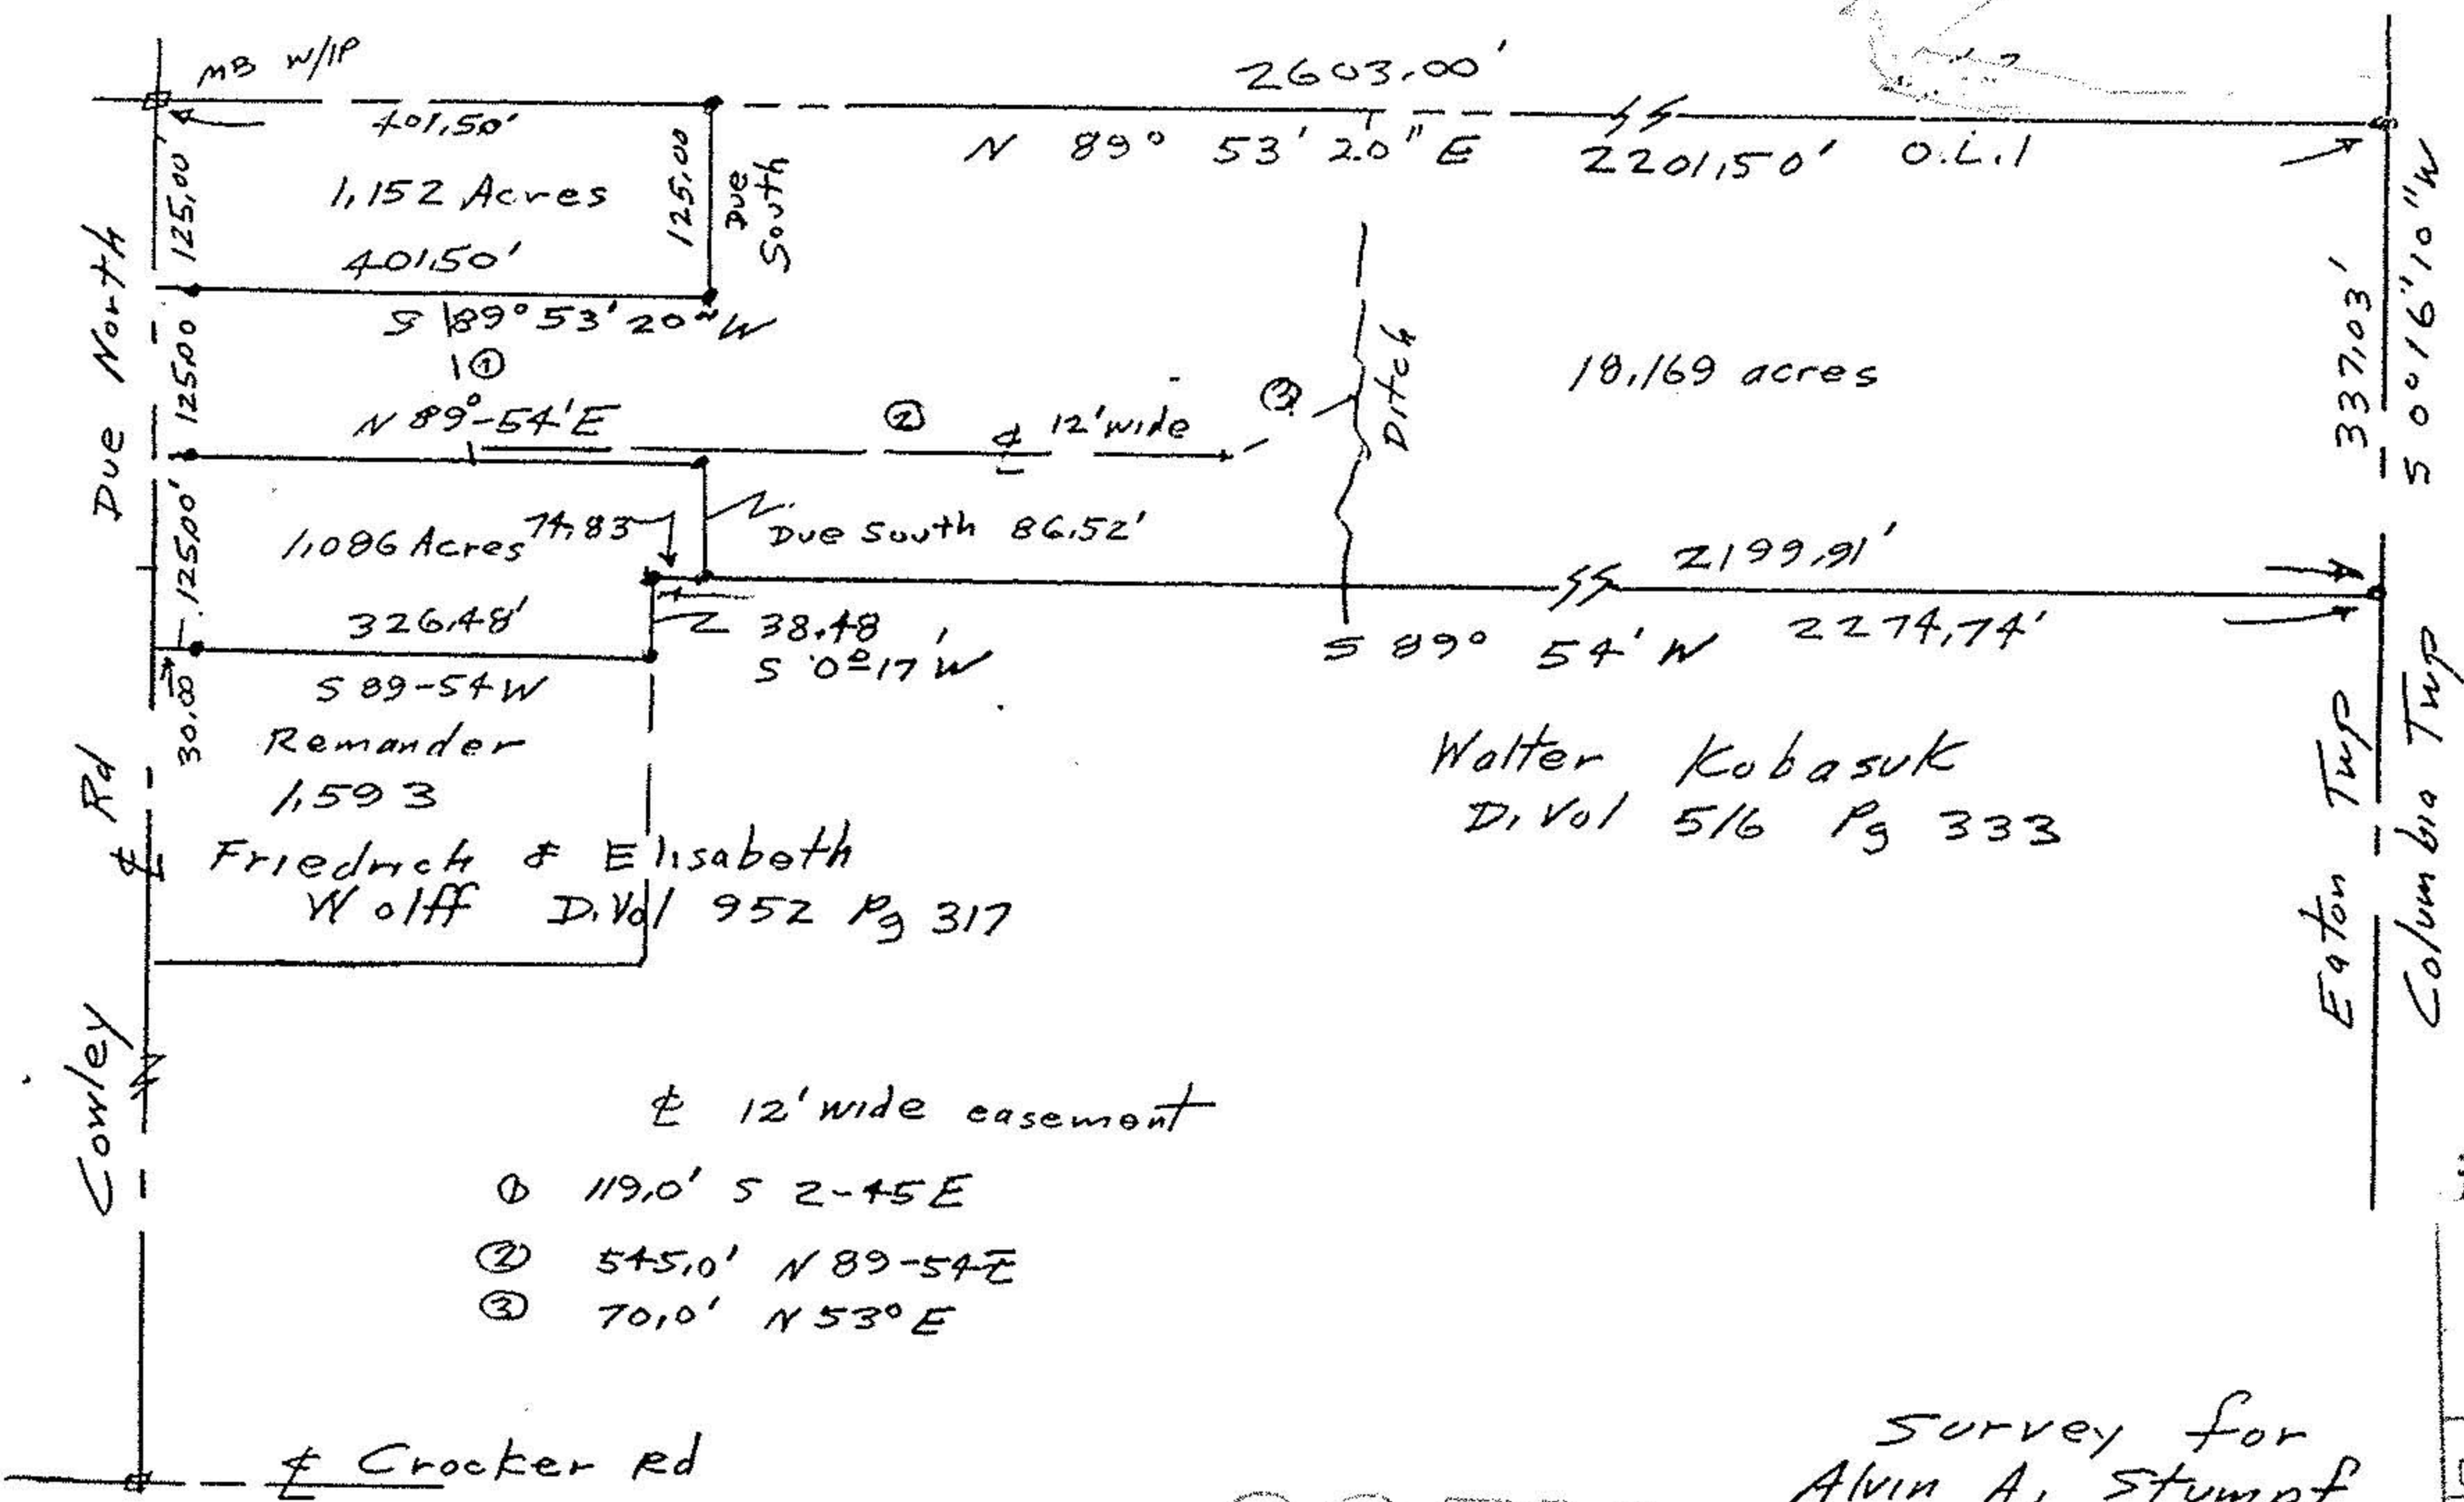 MB W/IP
2603.00'
401.50'
N 89° 53' 20" E 2201.50' O.L.1
125.00
1.152 Acres
125.00
Due South
401.50'
S 89° 53' 20" W
Due North
125.00
①
N 89°-54' E
② ℄ 12' wide ③
Ditch
18.169 acres
337.03'
S 0° 16" 10" W
125.00'
1.086 Acres
74.83
Due South 86.52'
2199.91'
326.48'
38.48'
S 0° 17' W
S 89° 54' W 2274.74'
30.00
S 89-54 W
Remander
1.593
Friedrich & Elisabeth
Wolff D.Vol 952 Pg 317
Walter Kobasuk
D. Vol 516 Pg 333
Eaton Twp
Columbia Twp
Cowley ℄ Rd
℄ 12' wide easement
① 119.0' S 2-45 E
② 545.0' N 89-54 E
③ 70.0' N 53° E
℄ Crocker Rd
Survey for
Alvin A. Stumpf